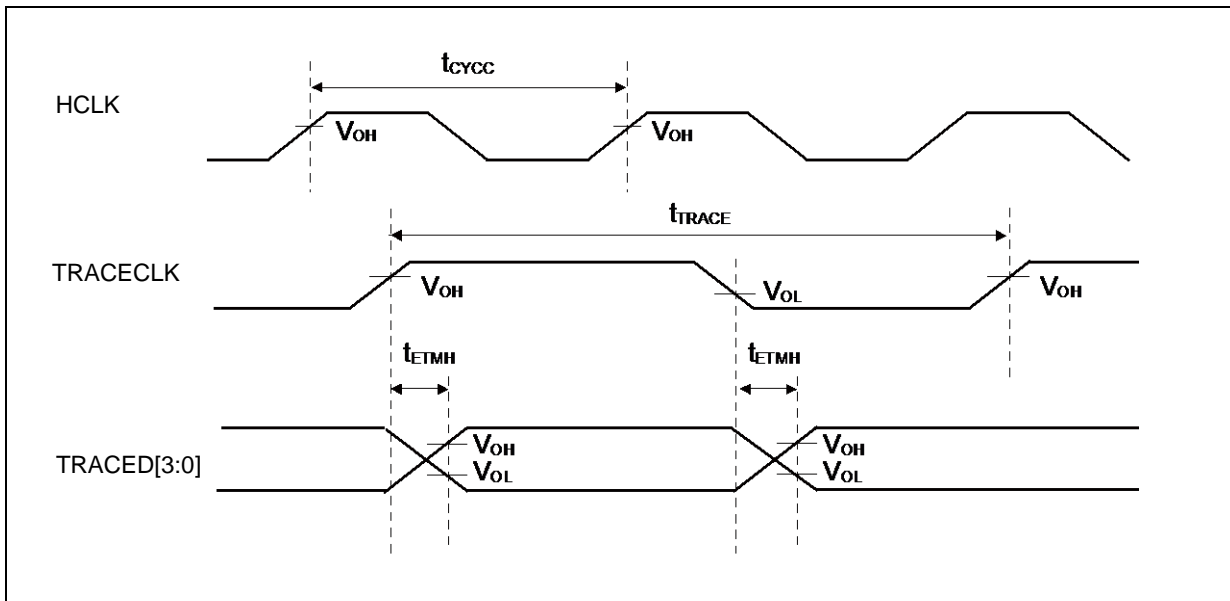 tCYCC
HCLK
VOH
VOH
tTRACE
TRACECLK
VOH
VOL
VOH
tETMH
tETMH
TRACED[3:0]
VOH
VOL
VOH
VOL